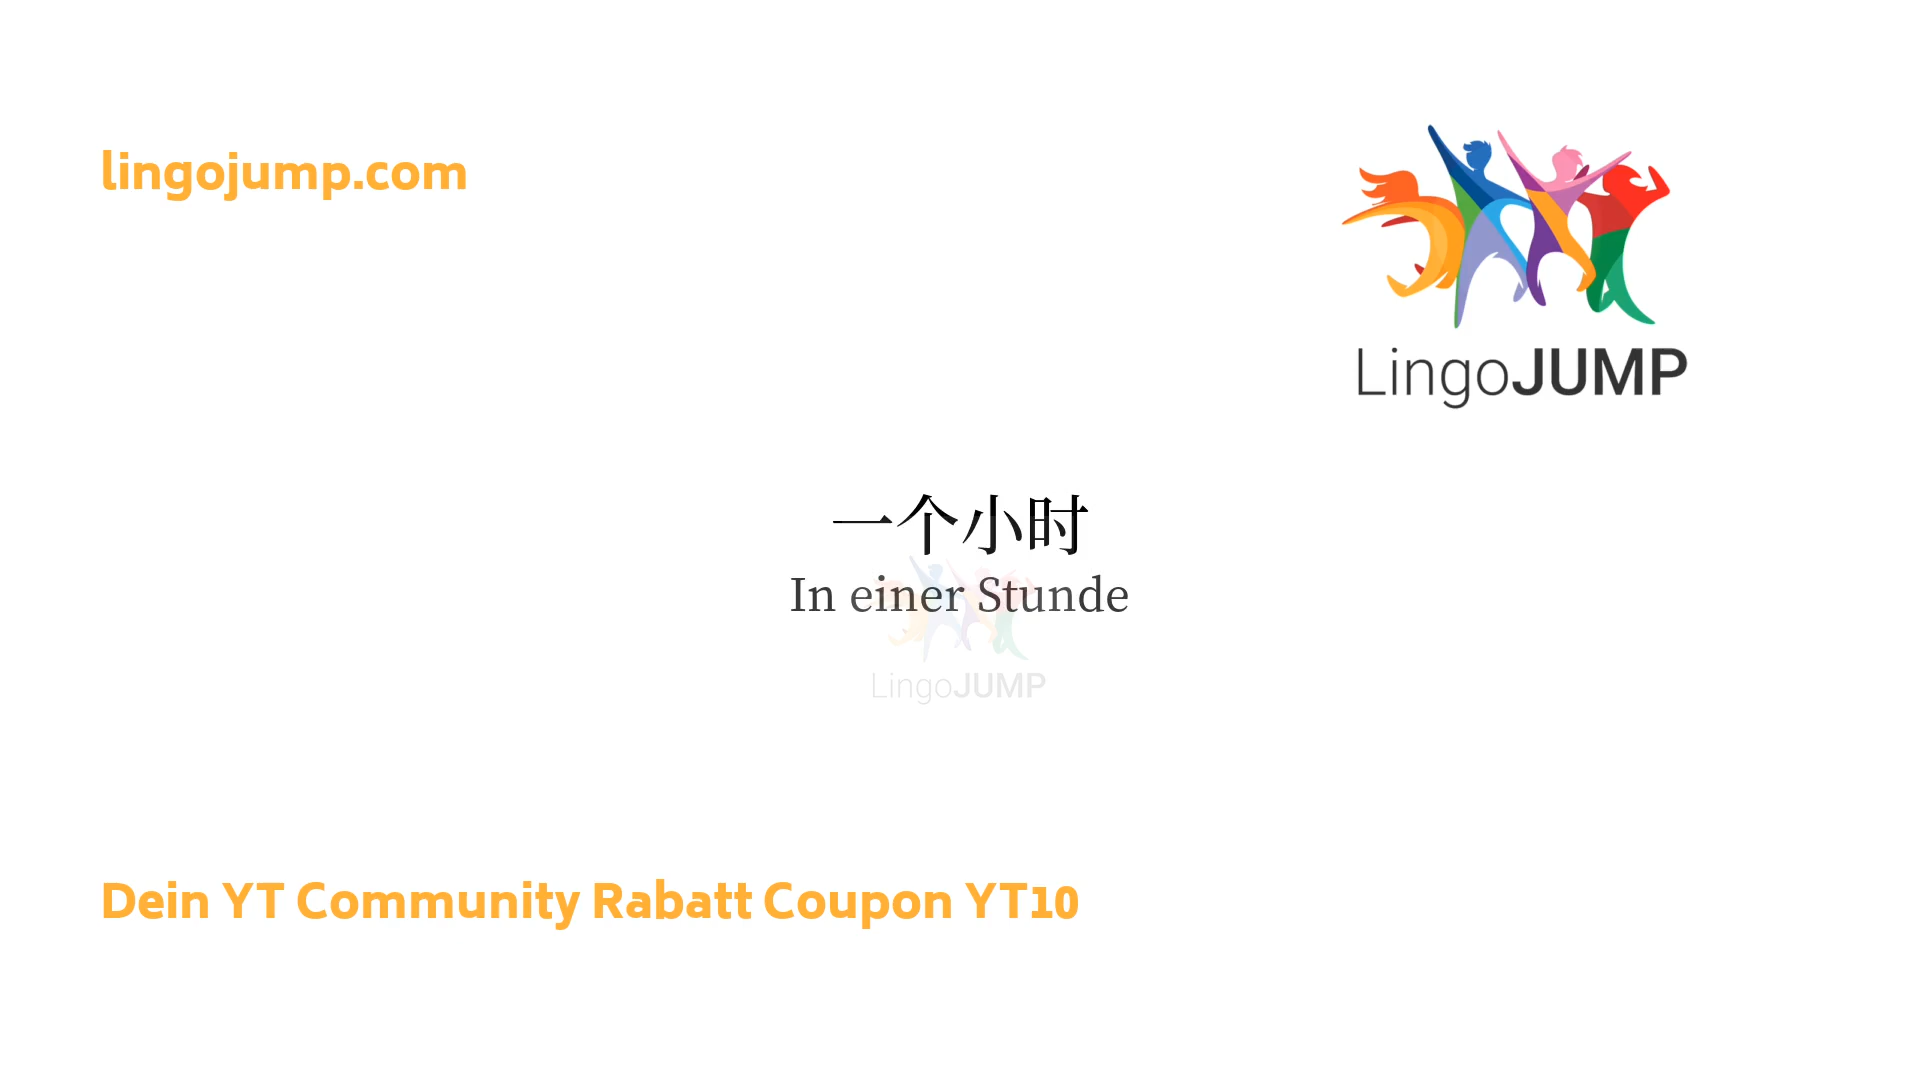 lingojump.com
LingoJUMP
一个小时
In einer Stunde
LingoJUMP
Dein YT Community Rabatt Coupon YT10